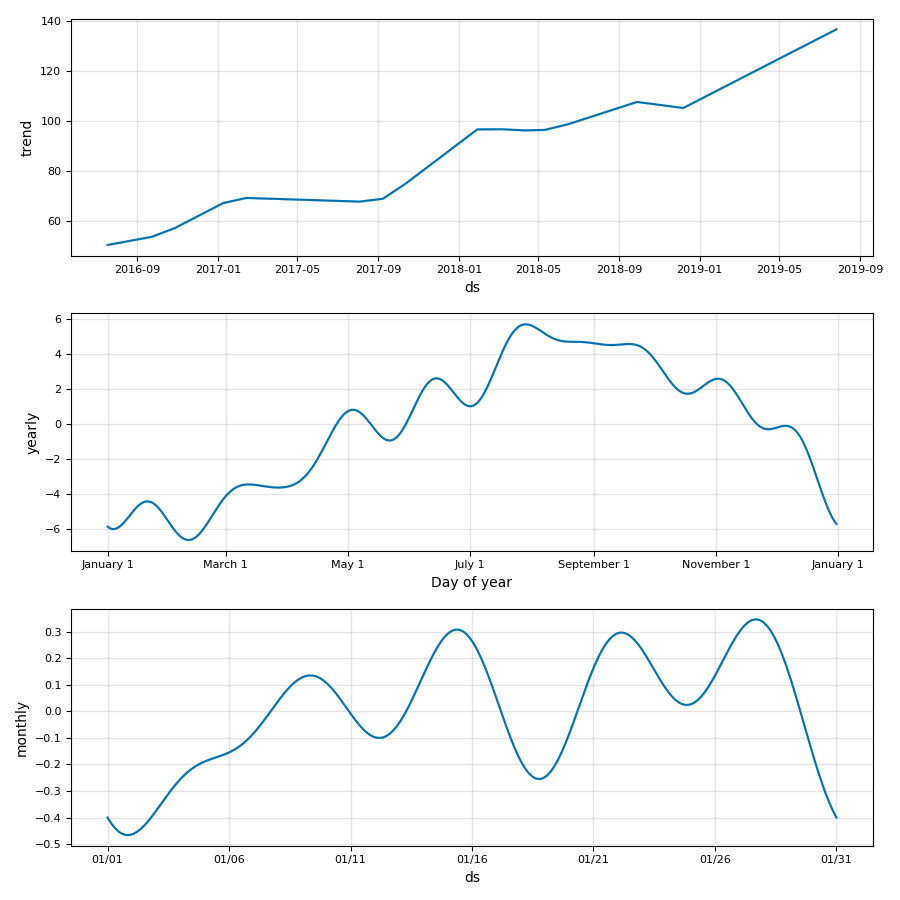 140
120
100
80
60
trend
2016-09 2017-01 2017-05 2017-09 2018-01 2018-05 2018-09 2019-01 2019-05 2019-09
ds
6
4
2
0
−2
−4
−6
yearly
January 1 March 1 May 1 July 1 September 1 November 1 January 1
Day of year
0.3
0.2
0.1
0.0
−0.1
−0.2
−0.3
−0.4
−0.5
monthly
01/01 01/06 01/11 01/16 01/21 01/26 01/31
ds